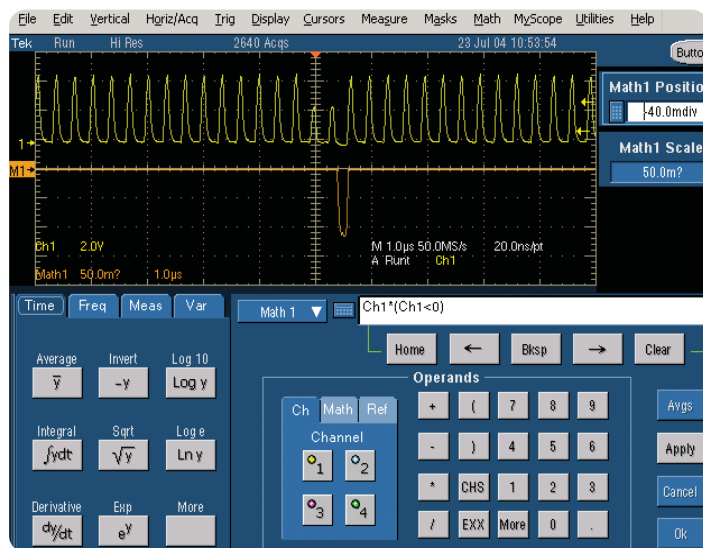 File Edit Vertical Horiz/Acq Trig Display Cursors Measure Masks Math MyScope Utilities Help
Tek Run Hi Res 2640 Acqs 23 Jul 04 10:53:54
Butto
Math1 Positio
-40.0mdiv
Math1 Scale
50.0m?
1
M1
Ch1 2.0V M 1.0µs 50.0MS/s 20.0ns/pt
A Runt Ch1
Math1 50.0m? 1.0µs
Time Freq Meas Var
Math 1 Ch1*(Ch1<0)
Home ← Bksp → Clear
Operands
Average Invert Log 10
y̅ -y Log y
Ch Math Ref + ( 7 8 9 Avgs
Channel
Integral Sqrt Log e
∫ydt √y Ln y
1 2 - ) 4 5 6 Apply
3 4 * CHS 1 2 3 Cancel
Derivative Exp More
dy/dt e^y
/ EXX More 0 . Ok